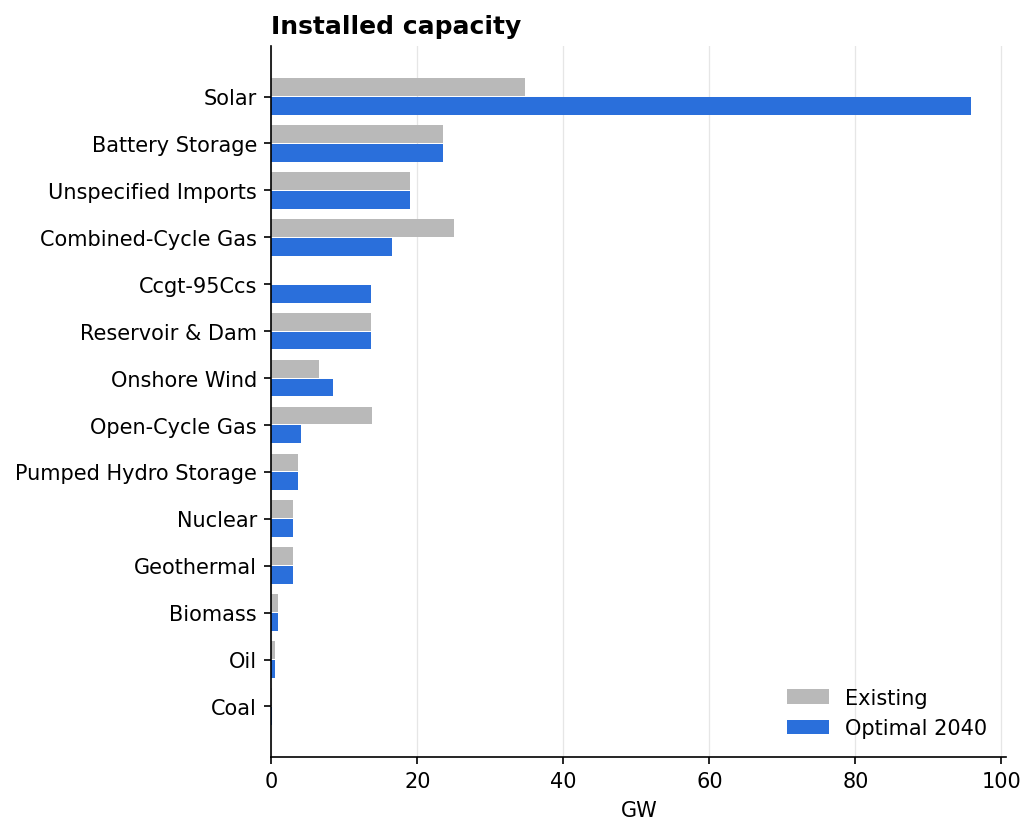 Installed capacity
Solar
Battery Storage
Unspecified Imports
Combined-Cycle Gas
Ccgt-95Ccs
Reservoir & Dam
Onshore Wind
Open-Cycle Gas
Pumped Hydro Storage
Nuclear
Geothermal
Biomass
Oil
Coal
Existing
Optimal 2040
0 20 40 60 80 100
GW